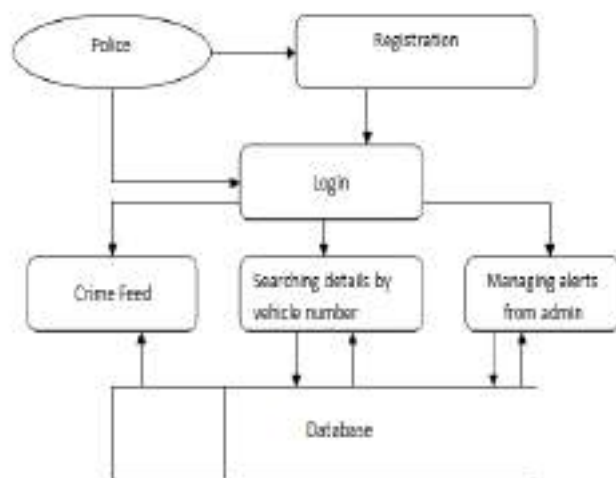 Police
Registration
Login
Crime Feed
Searching details by
vehicle number
Managing alerts
from admin
Database